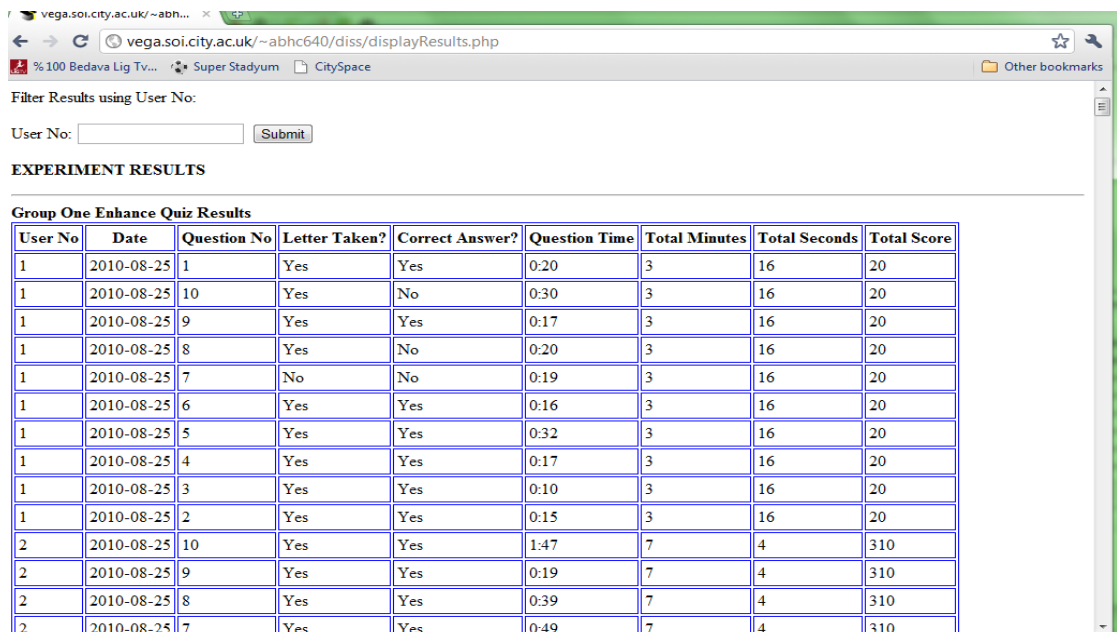 vega.soi.city.ac.uk/~abh...
vega.soi.city.ac.uk/~abhc640/diss/displayResults.php
%100 Bedava Lig Tv... Super Stadyum CitySpace Other bookmarks
Filter Results using User No:
User No: Submit
EXPERIMENT RESULTS
Group One Enhance Quiz Results
User No Date Question No Letter Taken? Correct Answer? Question Time Total Minutes Total Seconds Total Score
1 2010-08-25 1 Yes Yes 0:20 3 16 20
1 2010-08-25 10 Yes No 0:30 3 16 20
1 2010-08-25 9 Yes Yes 0:17 3 16 20
1 2010-08-25 8 Yes No 0:20 3 16 20
1 2010-08-25 7 No No 0:19 3 16 20
1 2010-08-25 6 Yes Yes 0:16 3 16 20
1 2010-08-25 5 Yes Yes 0:32 3 16 20
1 2010-08-25 4 Yes Yes 0:17 3 16 20
1 2010-08-25 3 Yes Yes 0:10 3 16 20
1 2010-08-25 2 Yes Yes 0:15 3 16 20
2 2010-08-25 10 Yes Yes 1:47 7 4 310
2 2010-08-25 9 Yes Yes 0:19 7 4 310
2 2010-08-25 8 Yes Yes 0:39 7 4 310
2 2010-08-25 7 Yes Yes 0:49 7 4 310